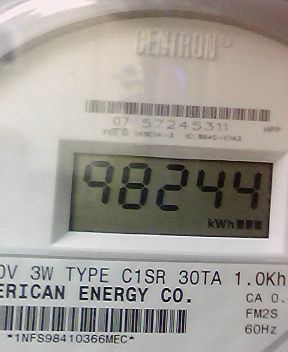 CENTRON
07 57245311 NPP
98244
kWh
0V 3W TYPE C1SR 30TA 1.0Kh
ERICAN ENERGY CO. CA 0.
FM2S
60Hz
*1NFS98410366MEC*